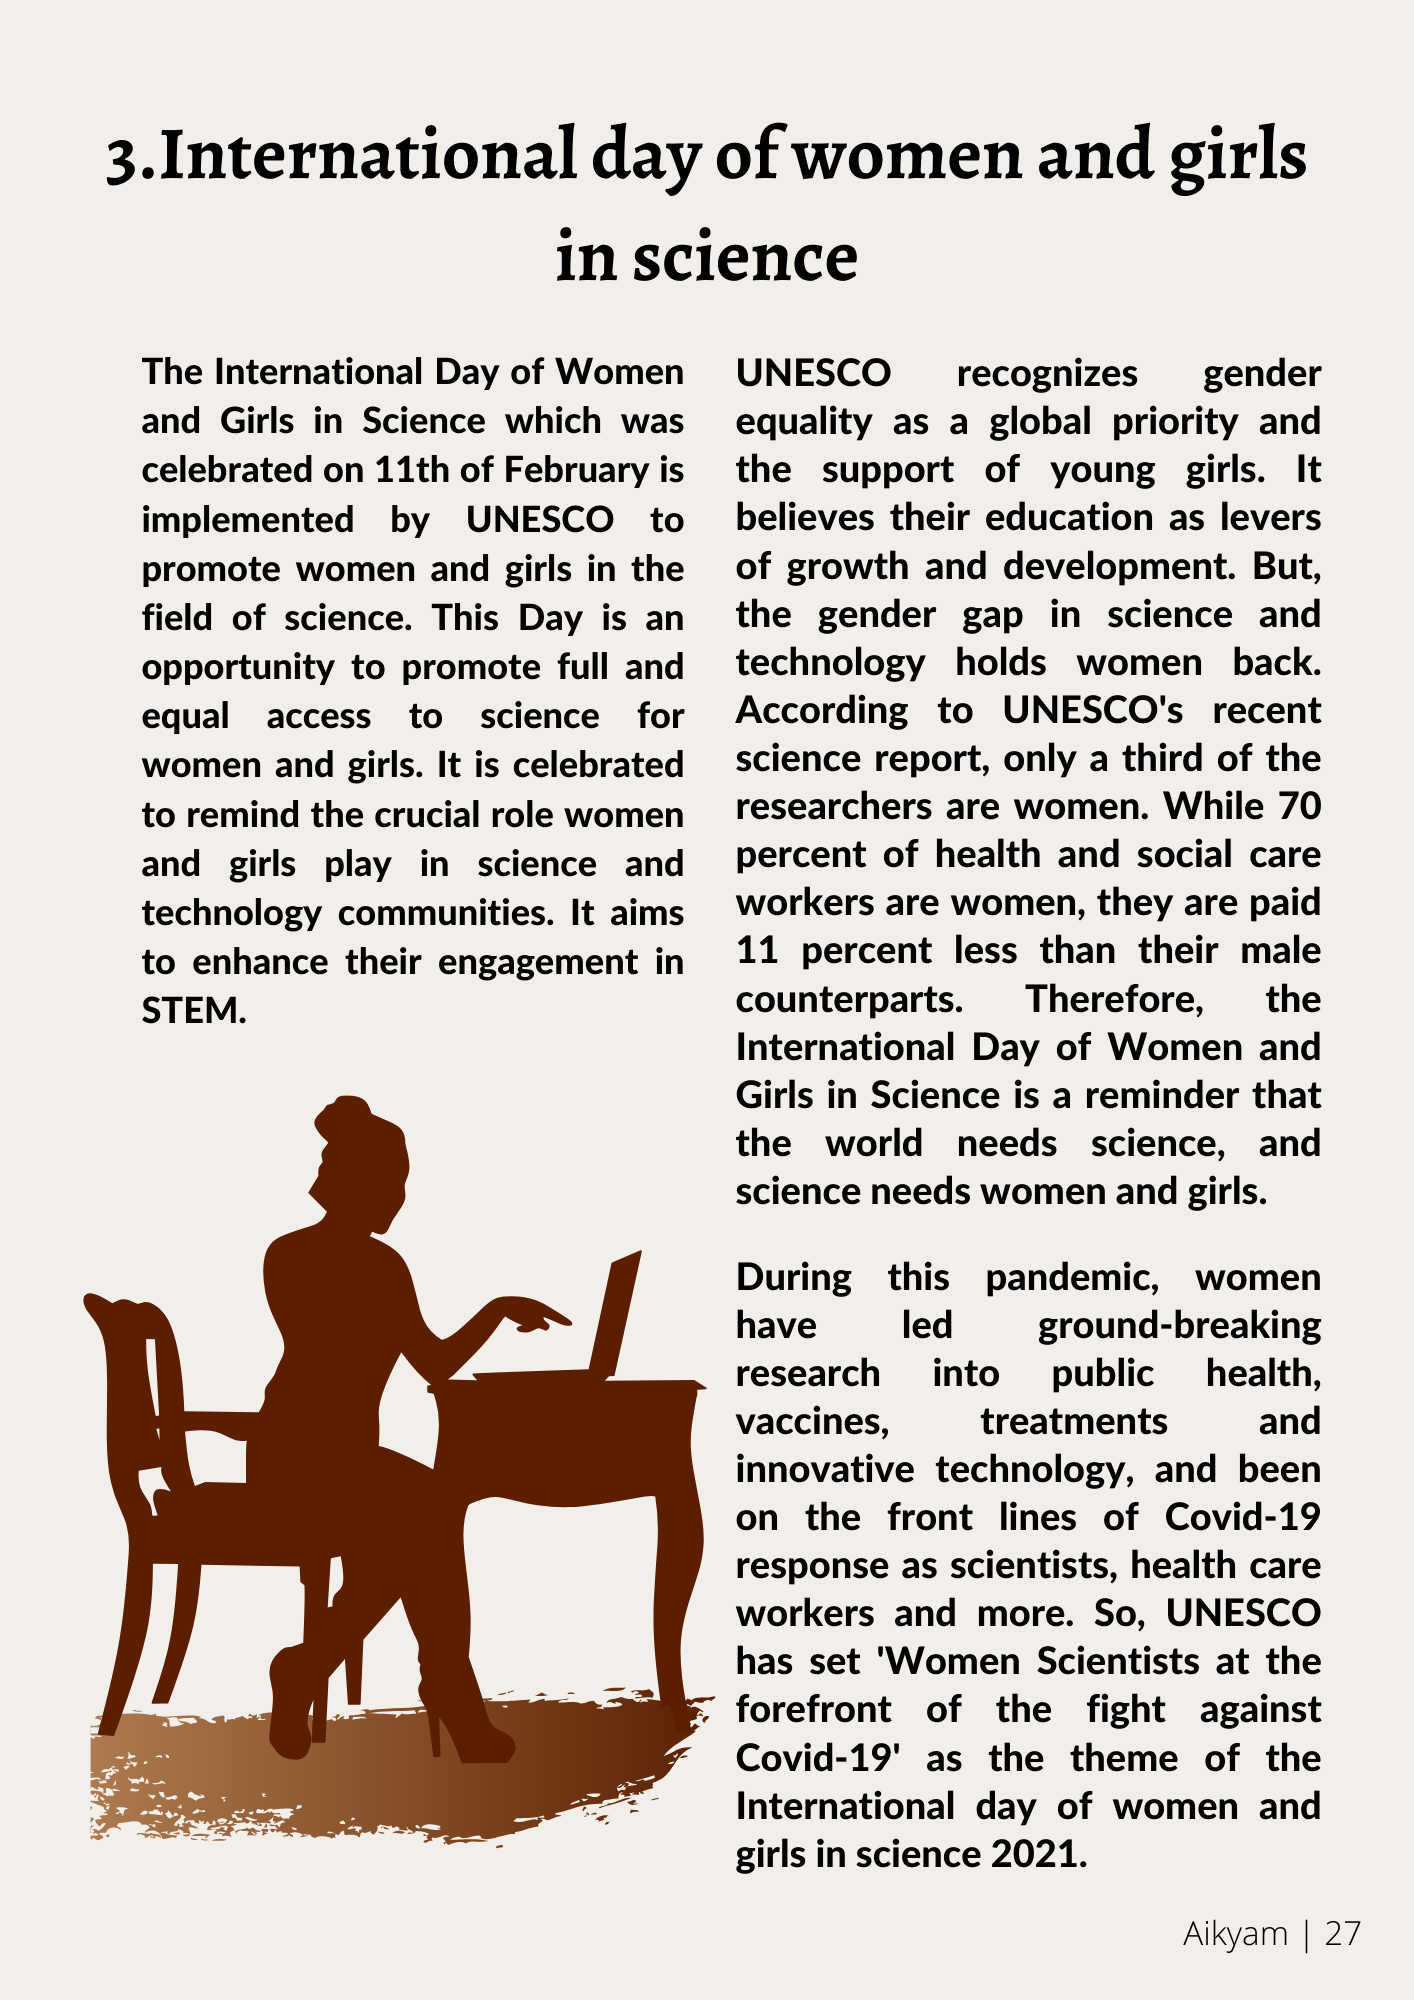 3.International day of women and girls
in science
The International Day of Women
and Girls in Science which was
celebrated on 11th of February is
implemented by UNESCO to
promote women and girls in the
field of science. This Day is an
opportunity to promote full and
equal access to science for
women and girls. It is celebrated
to remind the crucial role women
and girls play in science and
technology communities. It aims
to enhance their engagement in
STEM.
UNESCO recognizes gender
equality as a global priority and
the support of young girls. It
believes their education as levers
of growth and development. But,
the gender gap in science and
technology holds women back.
According to UNESCO's recent
science report, only a third of the
researchers are women. While 70
percent of health and social care
workers are women, they are paid
11 percent less than their male
counterparts. Therefore, the
International Day of Women and
Girls in Science is a reminder that
the world needs science, and
science needs women and girls.
During this pandemic, women
have led ground-breaking
research into public health,
vaccines, treatments and
innovative technology, and been
on the front lines of Covid-19
response as scientists, health care
workers and more. So, UNESCO
has set 'Women Scientists at the
forefront of the fight against
Covid-19' as the theme of the
International day of women and
girls in science 2021.
Aikyam | 27